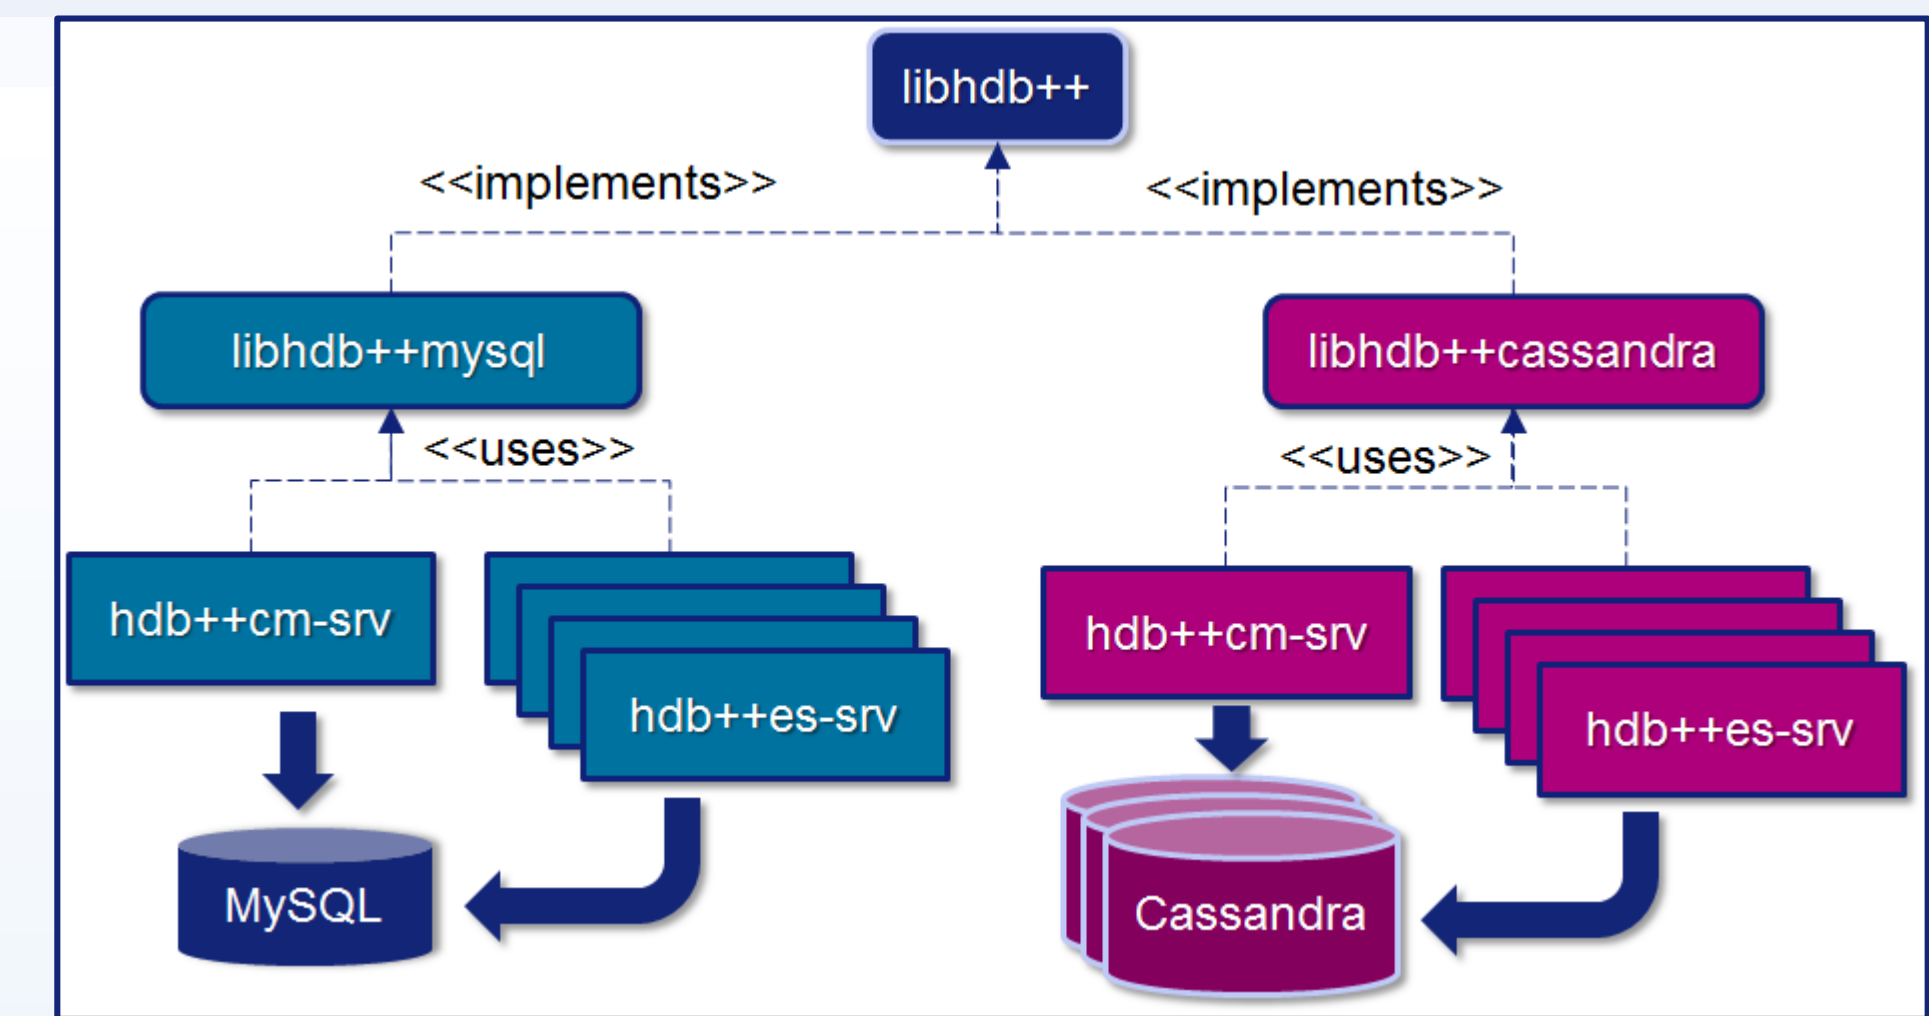 libhdb++
<<implements>>
<<implements>>
libhdb++mysql
libhdb++cassandra
<<uses>>
<<uses>>
hdb++cm-srv
hdb++es-srv
hdb++cm-srv
hdb++es-srv
MySQL
Cassandra